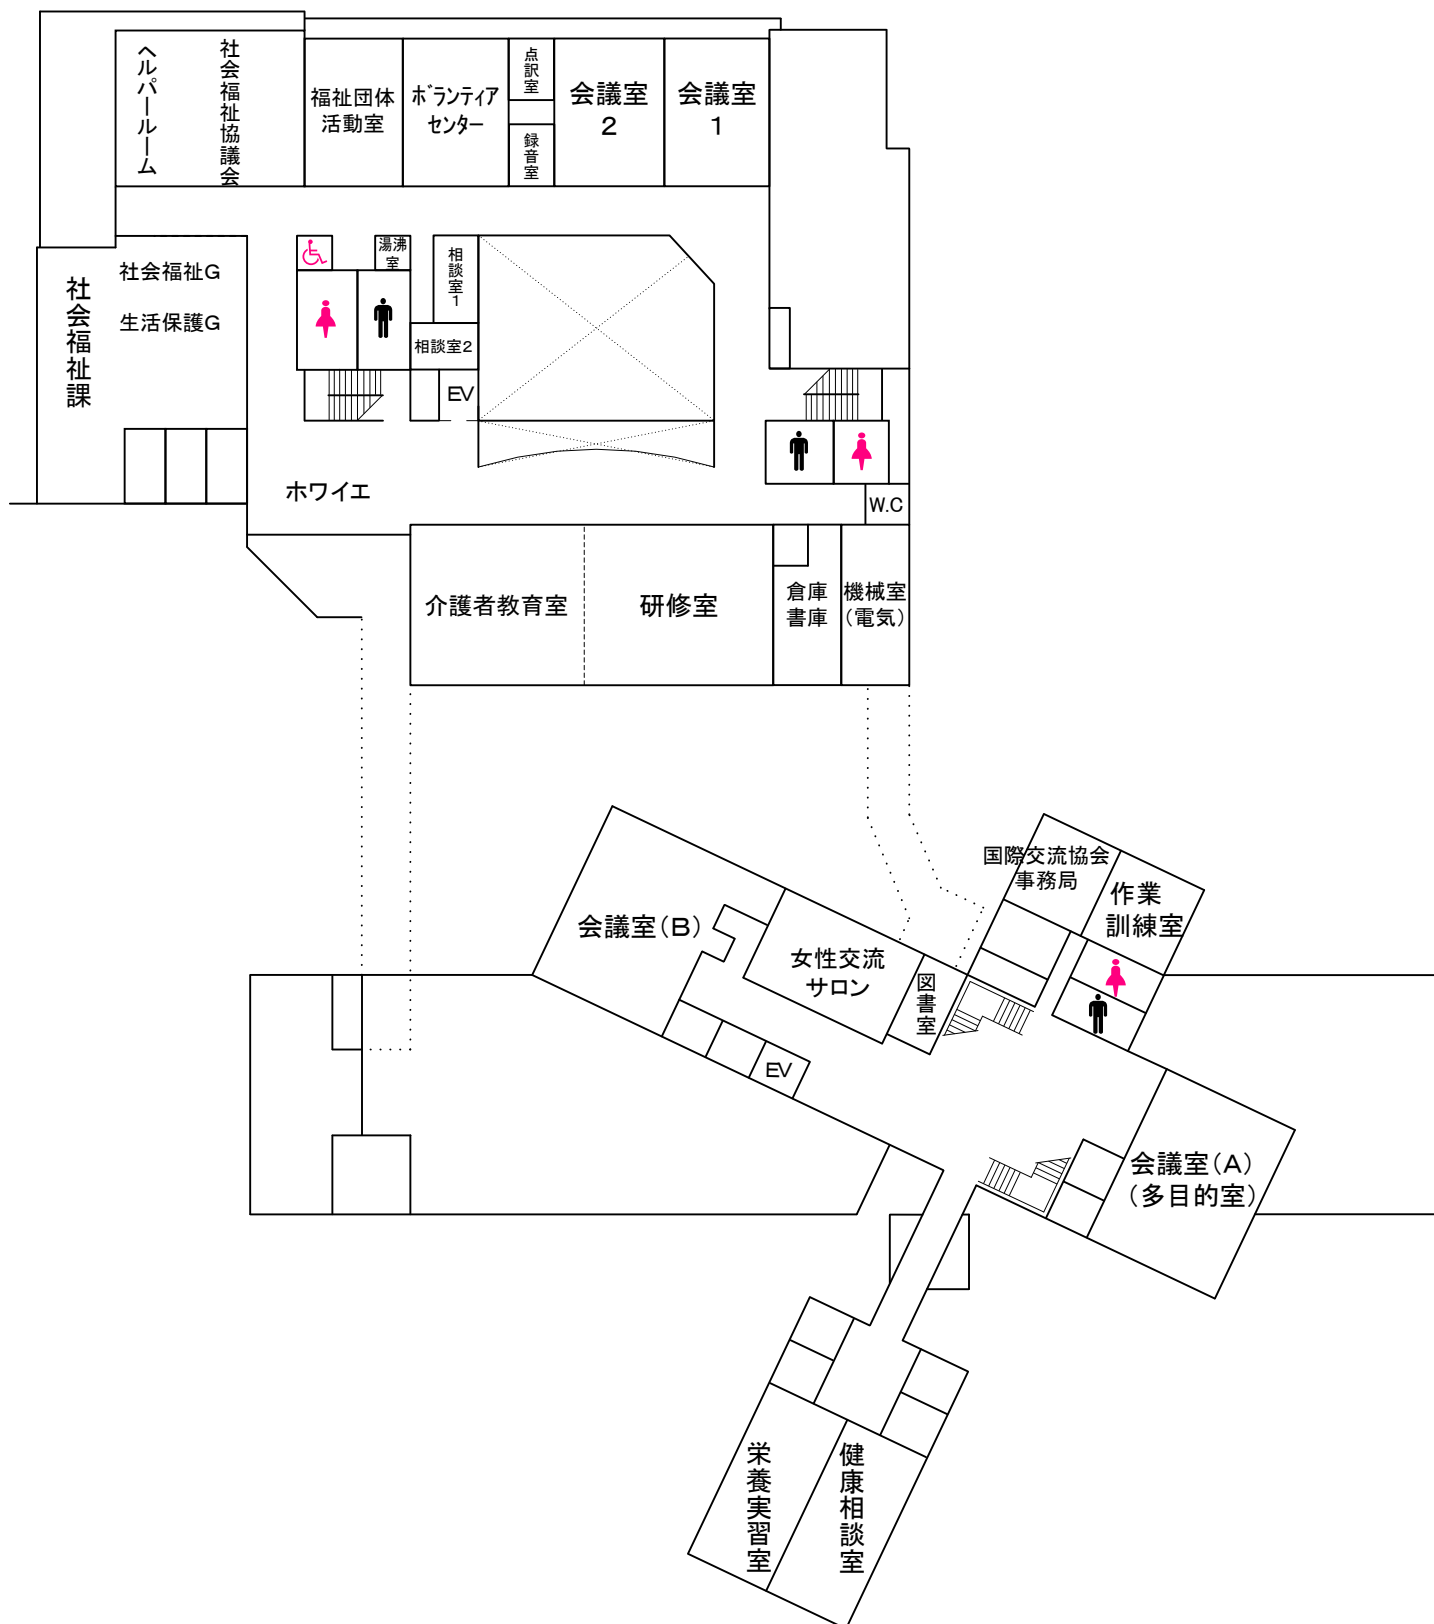 ヘルパールーム
社会福祉協議会
福祉団体
活動室
ボランティア
センター
点訳室
録音室
会議室
2
会議室
1
社会福祉課
社会福祉G
生活保護G
湯沸
室
相談室1
相談室2
EV
W.C
ホワイエ
介護者教育室
研修室
倉庫
書庫
機械室
（電気）
国際交流協会
事務局
作業
訓練室
会議室（B）
女性交流
サロン
図書室
EV
会議室（A）
（多目的室）
栄養実習室
健康相談室